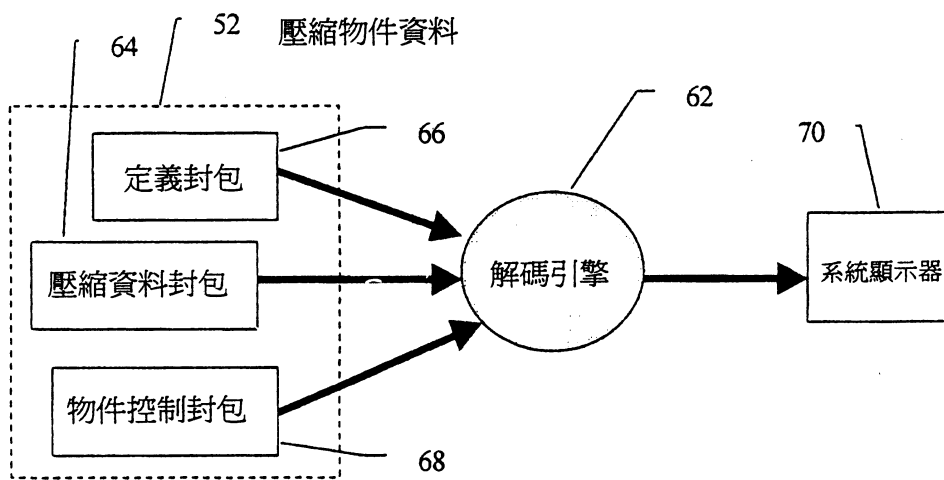 52 壓縮物件資料
64
62
66
70
定義封包
壓縮資料封包
解碼引擎
系統顯示器
物件控制封包
68